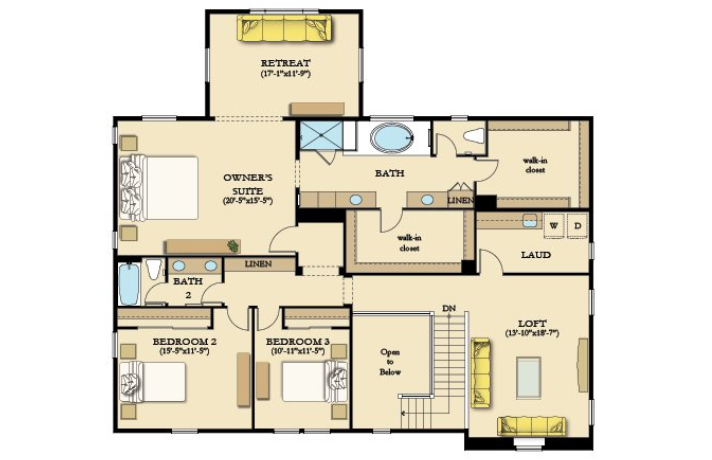 RETREAT
(17'-1"x11'-9")
OWNER'S
SUITE
(20'-5"x15'-5")
BATH
LINEN
walk-in
closet
walk-in
closet
W
D
LAUD
LINEN
BATH
2
BEDROOM 2
(15'-5"x11'-5")
BEDROOM 3
(10'-11"x11'-5")
DN
Open
to
Below
LOFT
(13'-10"x18'-7")